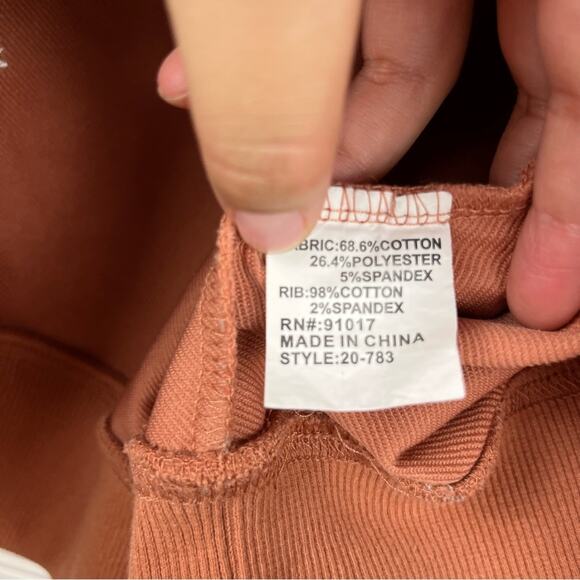 ABRIC:68.6%COTTON
26.4%POLYESTER
5%SPANDEX
RIB:98%COTTON
2%SPANDEX
RN#:91017
MADE IN CHINA
STYLE:20-783